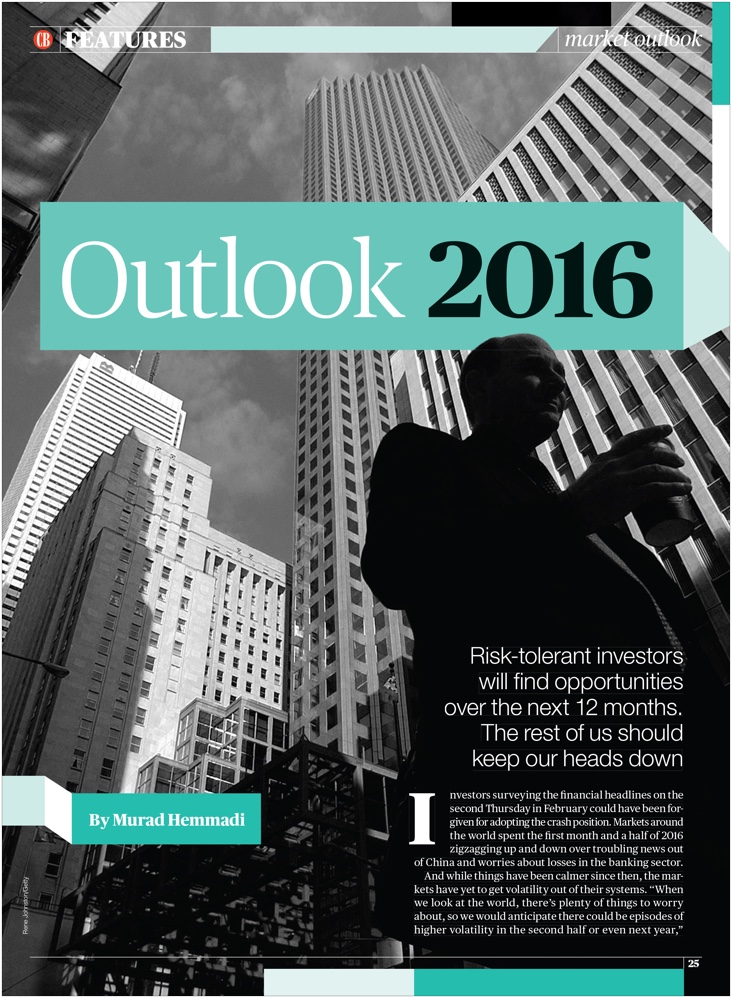 CB FEATURES market outlook
Outlook 2016
Risk-tolerant investors
will find opportunities
over the next 12 months.
The rest of us should
keep our heads down
By Murad Hemmadi
Investors surveying the financial headlines on the
second Thursday in February could have been for-
given for adopting the crash position. Markets around
the world spent the first month and a half of 2016
zigzagging up and down over troubling news out
of China and worries about losses in the banking sector.
And while things have been calmer since then, the mar-
kets have yet to get volatility out of their systems. “When
we look at the world, there’s plenty of things to worry
about, so we would anticipate there could be episodes of
higher volatility in the second half or even next year,”
Rene Johnston/Getty
25